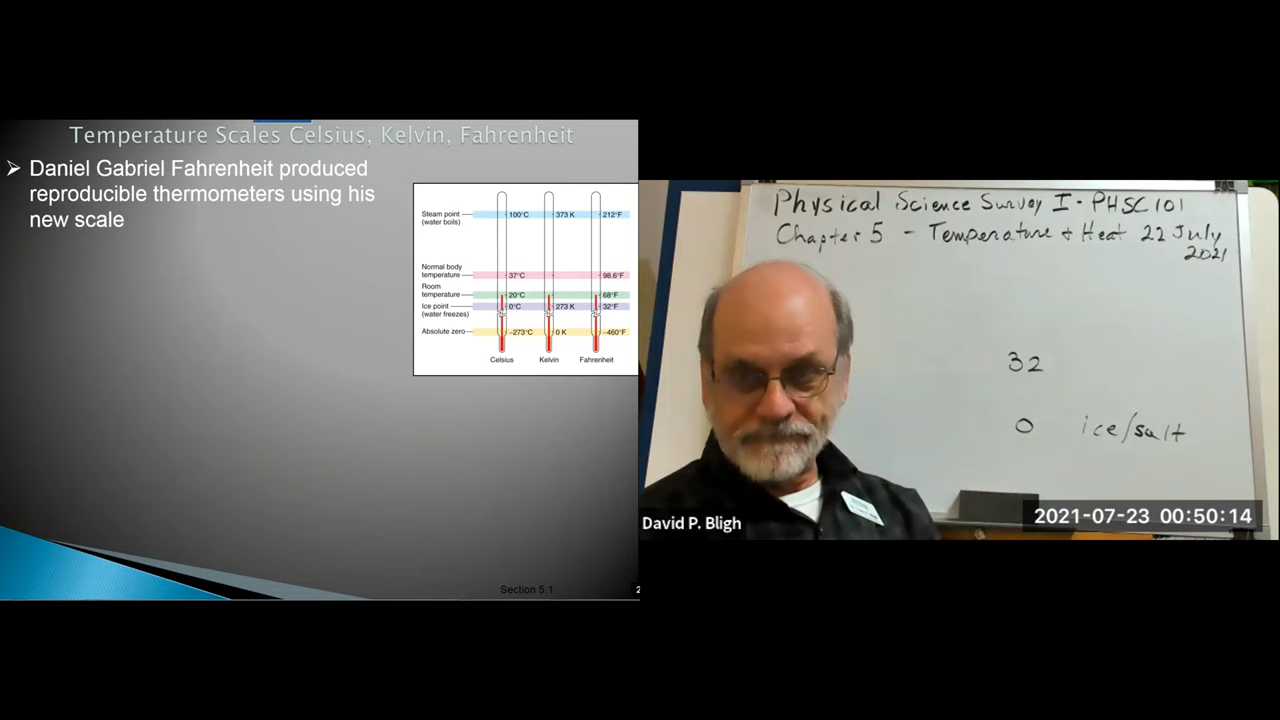 Temperature Scales Celsius, Kelvin, Fahrenheit
➢ Daniel Gabriel Fahrenheit produced
reproducible thermometers using his
new scale
Steam point
(water boils)
100°C
373 K
212°F
Normal body
temperature
37°C
98.6°F
Room
temperature
20°C
68°F
Ice point
(water freezes)
0°C
273 K
32°F
Absolute zero
–273°C
0 K
–460°F
Celsius
Kelvin
Fahrenheit
Section 5.1
2
Physical Science Survey I - PHSC101
Chapter 5 - Temperature + Heat 22 July
2021
32
0 ice/salt
David P. Bligh
2021-07-23 00:50:14